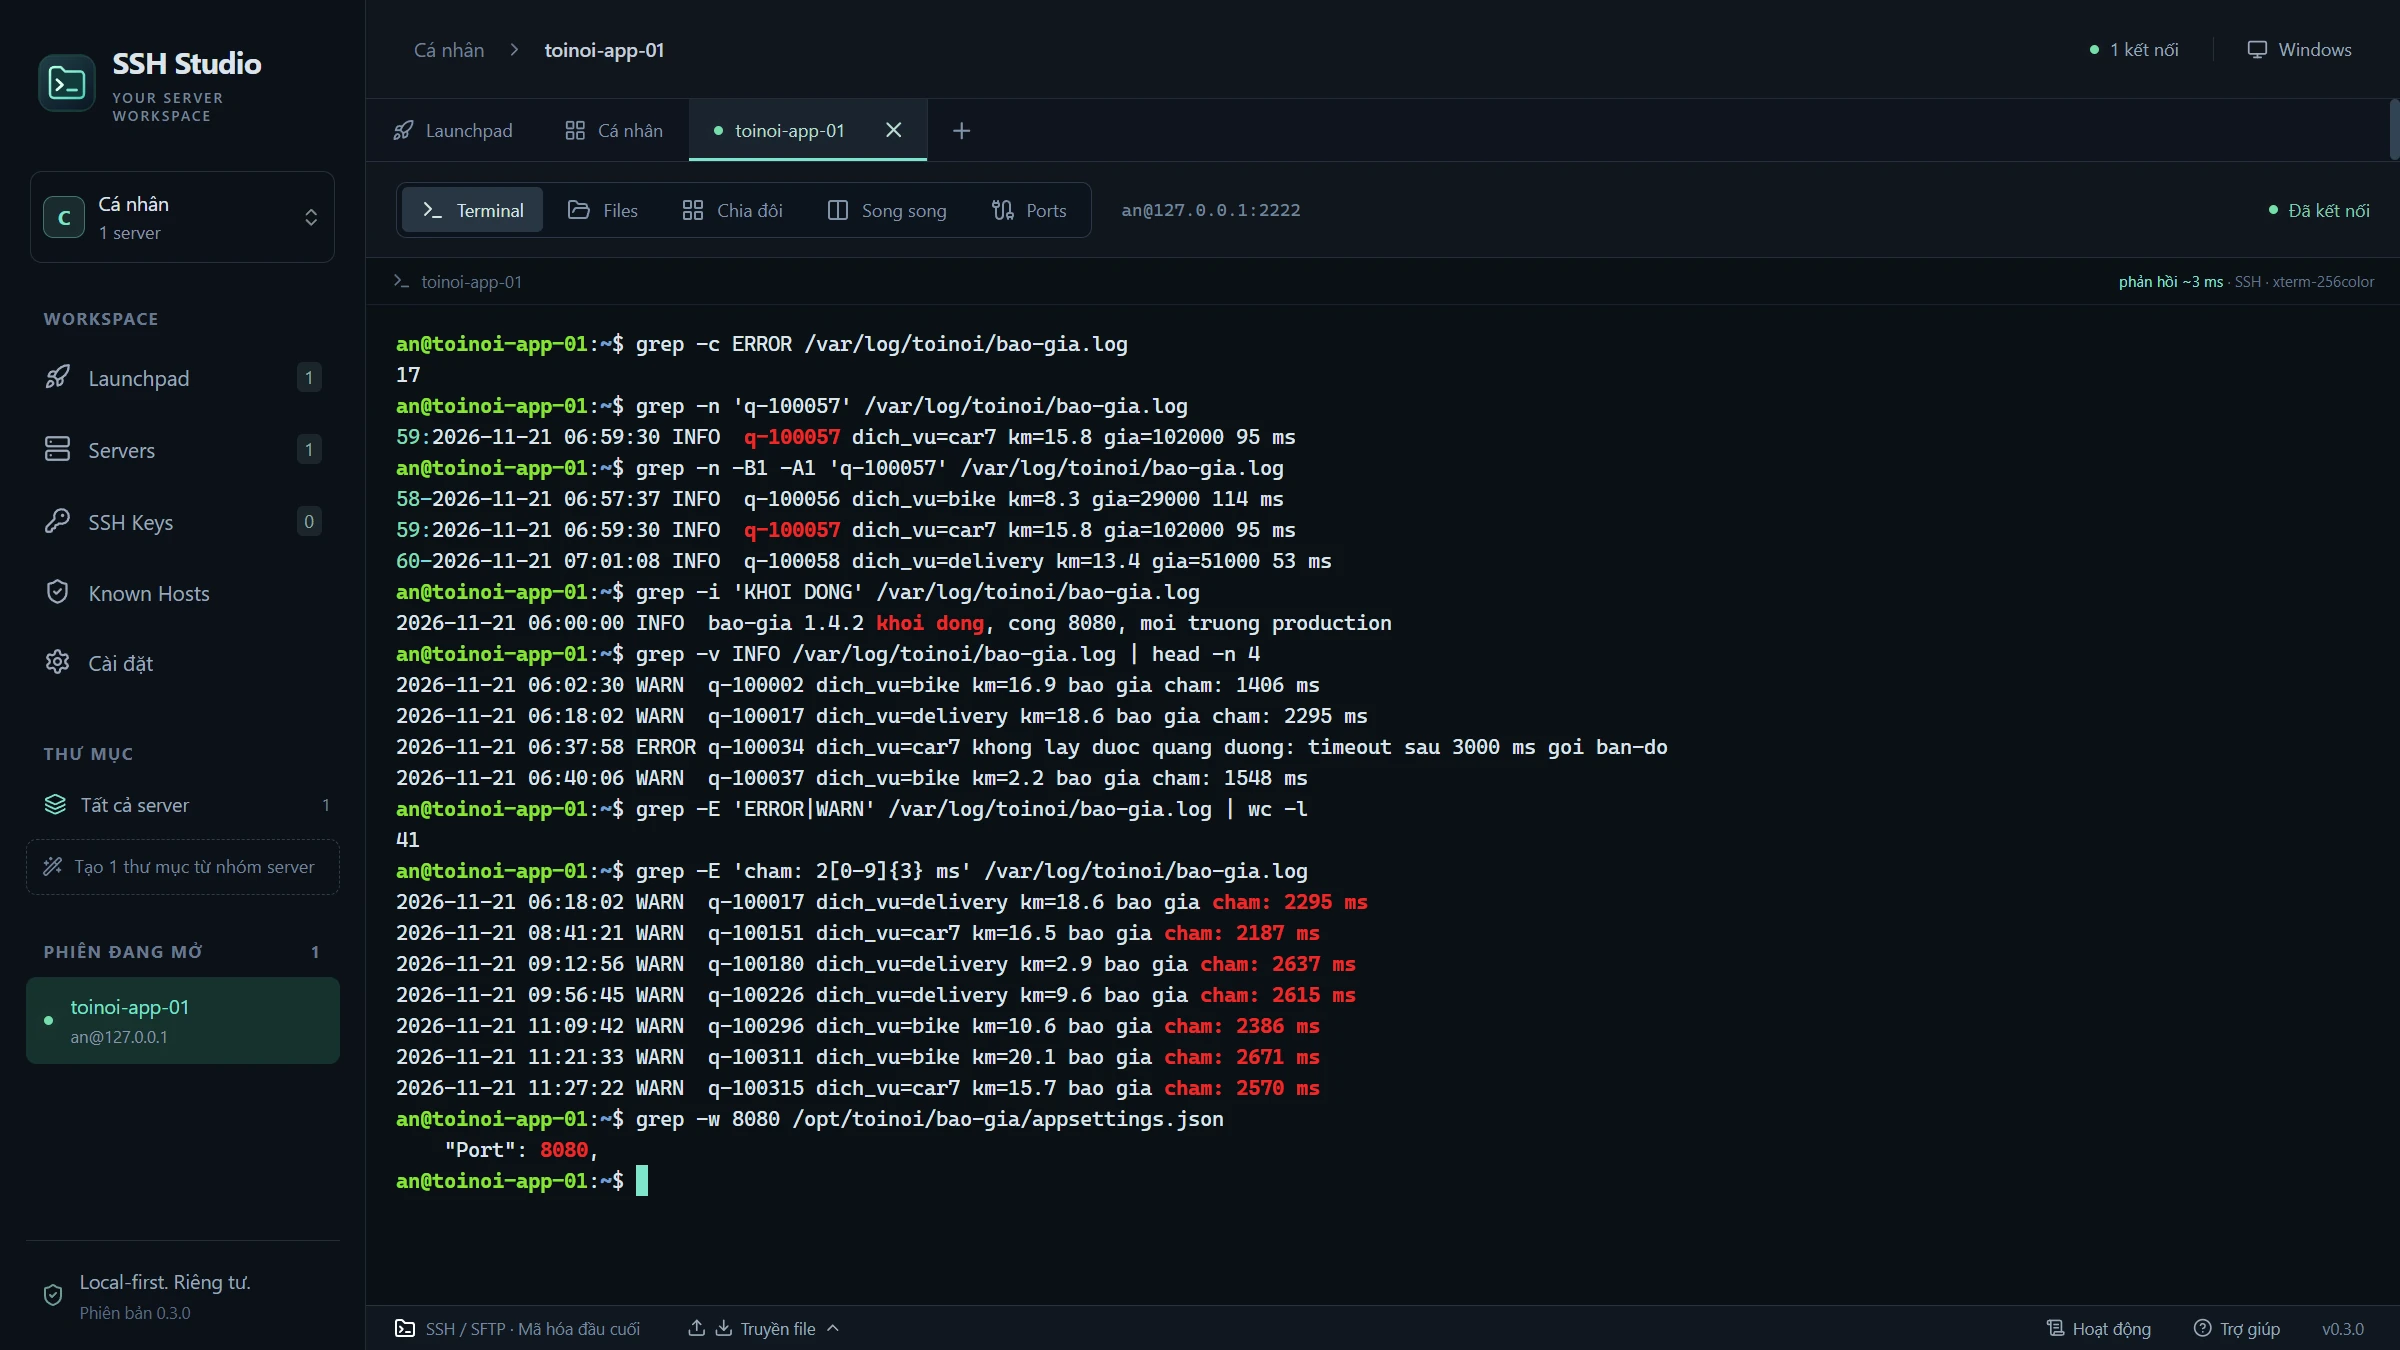 SSH Studio
YOUR SERVER
WORKSPACE
C
Cá nhân
1 server
WORKSPACE
Launchpad 1
Servers 1
SSH Keys 0
Known Hosts
Cài đặt
THƯ MỤC
Tất cả server 1
Tạo 1 thư mục từ nhóm server
PHIÊN ĐANG MỞ 1
toinoi-app-01
an@127.0.0.1
Local-first. Riêng tư.
Phiên bản 0.3.0
Cá nhân > toinoi-app-01
1 kết nối
Windows
Launchpad
Cá nhân
toinoi-app-01
Terminal
Files
Chia đôi
Song song
Ports
an@127.0.0.1:2222
Đã kết nối
toinoi-app-01
phản hồi ~3 ms · SSH · xterm-256color
an@toinoi-app-01:~$ grep -c ERROR /var/log/toinoi/bao-gia.log
17
an@toinoi-app-01:~$ grep -n 'q-100057' /var/log/toinoi/bao-gia.log
59:2026-11-21 06:59:30 INFO  q-100057 dich_vu=car7 km=15.8 gia=102000 95 ms
an@toinoi-app-01:~$ grep -n -B1 -A1 'q-100057' /var/log/toinoi/bao-gia.log
58-2026-11-21 06:57:37 INFO  q-100056 dich_vu=bike km=8.3 gia=29000 114 ms
59:2026-11-21 06:59:30 INFO  q-100057 dich_vu=car7 km=15.8 gia=102000 95 ms
60-2026-11-21 07:01:08 INFO  q-100058 dich_vu=delivery km=13.4 gia=51000 53 ms
an@toinoi-app-01:~$ grep -i 'KHOI DONG' /var/log/toinoi/bao-gia.log
2026-11-21 06:00:00 INFO  bao-gia 1.4.2 khoi dong, cong 8080, moi truong production
an@toinoi-app-01:~$ grep -v INFO /var/log/toinoi/bao-gia.log | head -n 4
2026-11-21 06:02:30 WARN  q-100002 dich_vu=bike km=16.9 bao gia cham: 1406 ms
2026-11-21 06:18:02 WARN  q-100017 dich_vu=delivery km=18.6 bao gia cham: 2295 ms
2026-11-21 06:37:58 ERROR q-100034 dich_vu=car7 khong lay duoc quang duong: timeout sau 3000 ms goi ban-do
2026-11-21 06:40:06 WARN  q-100037 dich_vu=bike km=2.2 bao gia cham: 1548 ms
an@toinoi-app-01:~$ grep -E 'ERROR|WARN' /var/log/toinoi/bao-gia.log | wc -l
41
an@toinoi-app-01:~$ grep -E 'cham: 2[0-9]{3} ms' /var/log/toinoi/bao-gia.log
2026-11-21 06:18:02 WARN  q-100017 dich_vu=delivery km=18.6 bao gia cham: 2295 ms
2026-11-21 08:41:21 WARN  q-100151 dich_vu=car7 km=16.5 bao gia cham: 2187 ms
2026-11-21 09:12:56 WARN  q-100180 dich_vu=delivery km=2.9 bao gia cham: 2637 ms
2026-11-21 09:56:45 WARN  q-100226 dich_vu=delivery km=9.6 bao gia cham: 2615 ms
2026-11-21 11:09:42 WARN  q-100296 dich_vu=bike km=10.6 bao gia cham: 2386 ms
2026-11-21 11:21:33 WARN  q-100311 dich_vu=bike km=20.1 bao gia cham: 2671 ms
2026-11-21 11:27:22 WARN  q-100315 dich_vu=car7 km=15.7 bao gia cham: 2570 ms
an@toinoi-app-01:~$ grep -w 8080 /opt/toinoi/bao-gia/appsettings.json
    "Port": 8080,
an@toinoi-app-01:~$
SSH / SFTP · Mã hóa đầu cuối
Truyền file
Hoạt động
Trợ giúp
v0.3.0